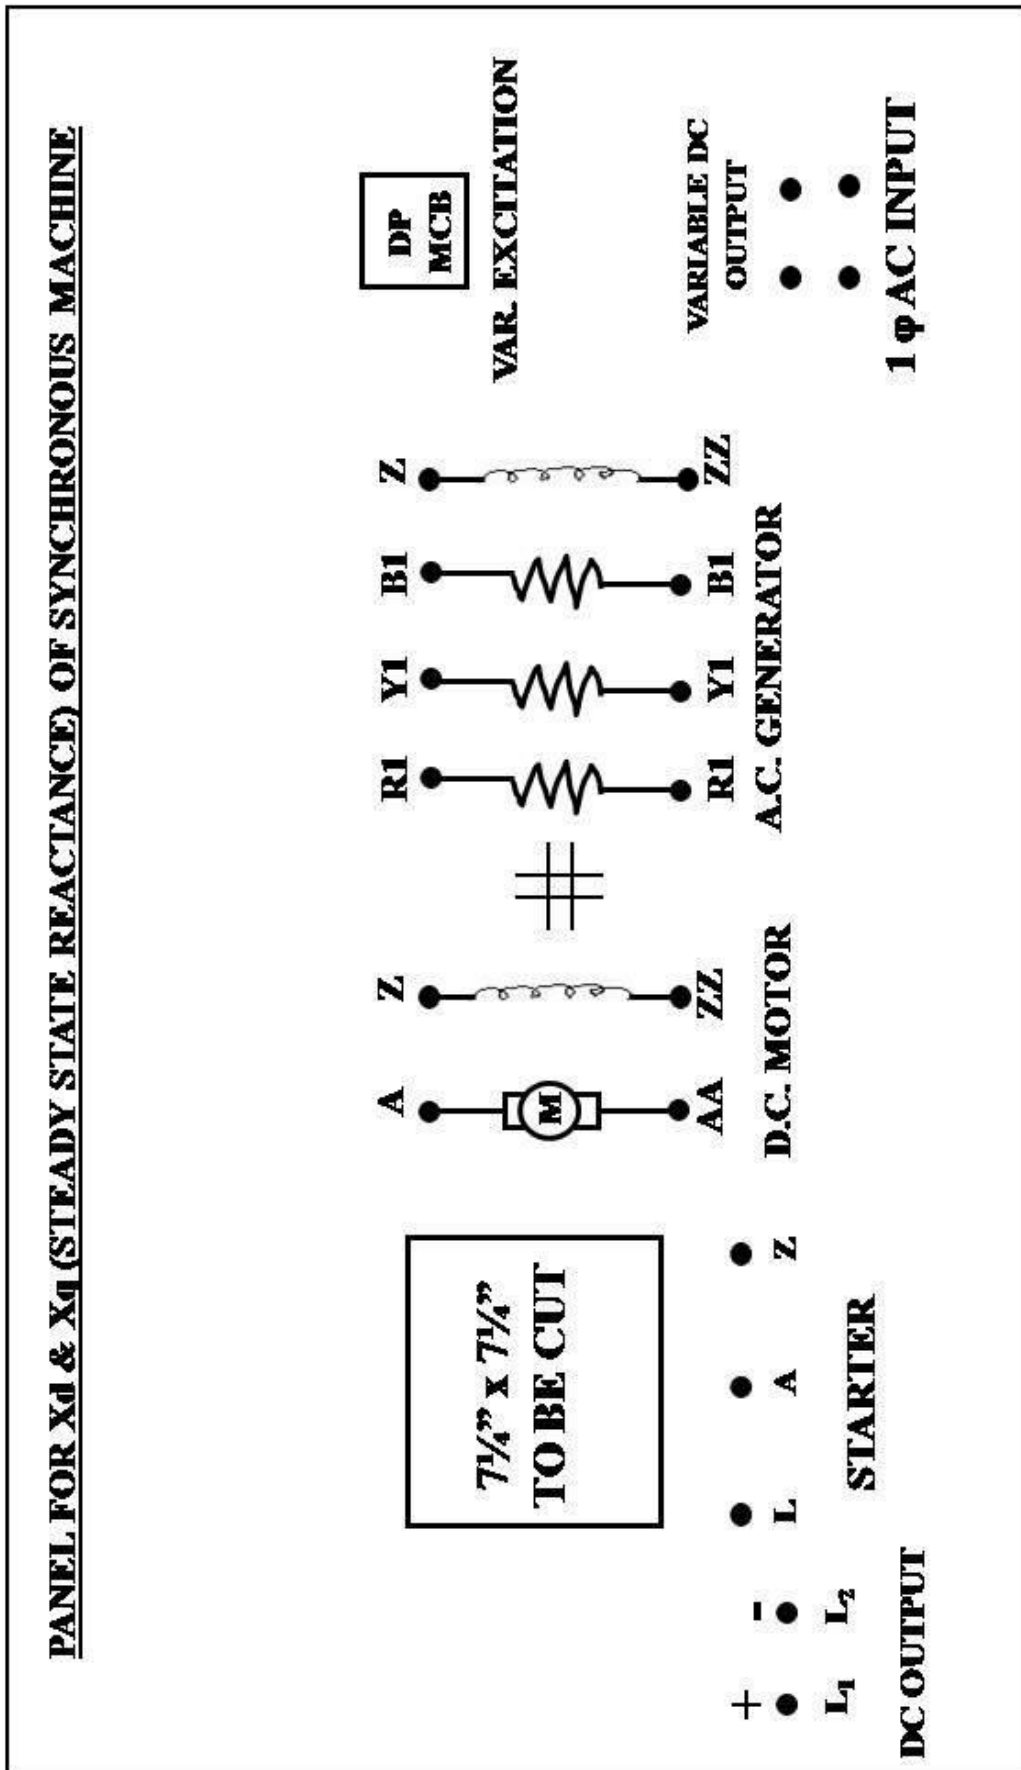 PANEL FOR Xd & Xq (STEADY STATE REACTANCE) OF SYNCHRONOUS MACHINE
7¼” x 7¼”
TO BE CUT
+ -
L1 L2
DC OUTPUT
L A Z
STARTER
A Z
M
AA ZZ
D.C. MOTOR
R1 Y1 B1 Z
R1 Y1 B1 ZZ
A.C. GENERATOR
DP
MCB
VAR. EXCITATION
VARIABLE DC
OUTPUT
1 φ AC INPUT